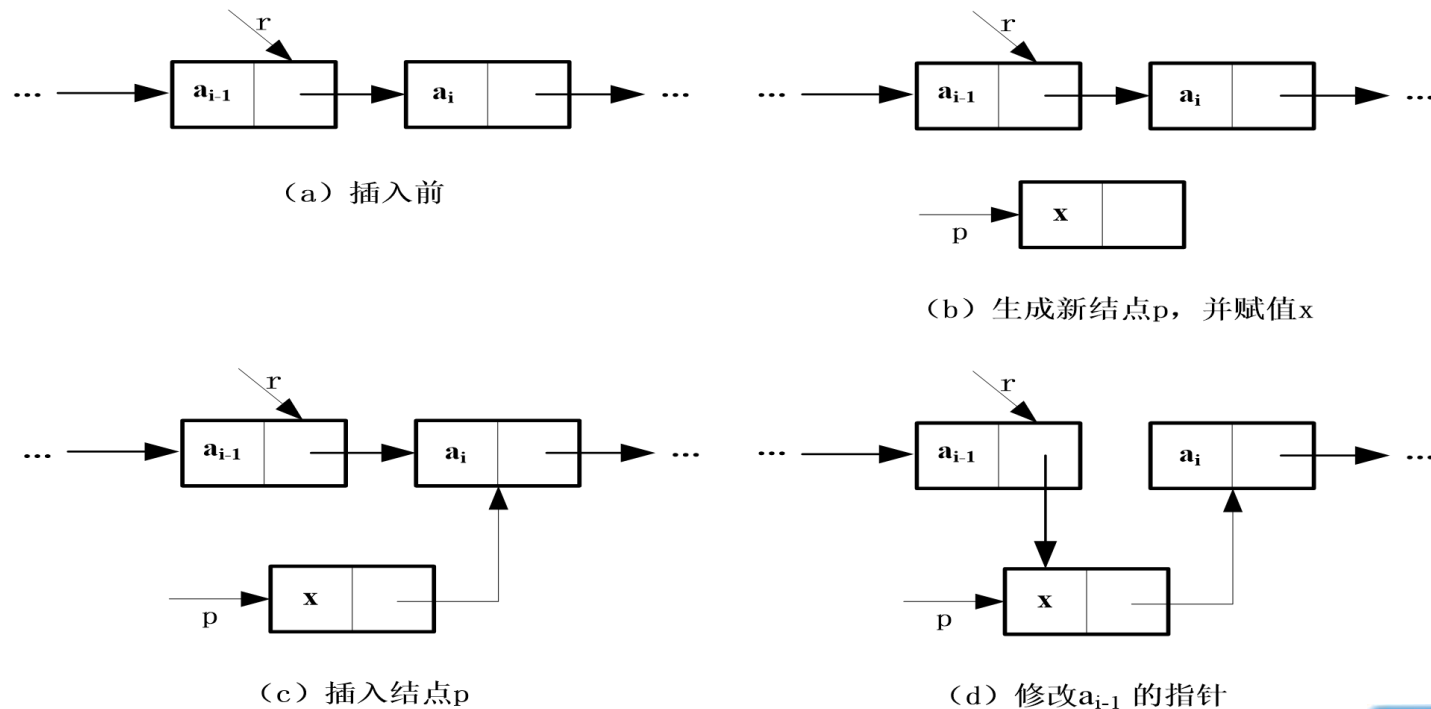 r
... a_{i-1} a_i ...
(a) 插入前
r
... a_{i-1} a_i ...
x
p
(b) 生成新结点p，并赋值x
r
... a_{i-1} a_i ...
x
p
(c) 插入结点p
r
... a_{i-1} a_i ...
x
p
(d) 修改a_{i-1} 的指针